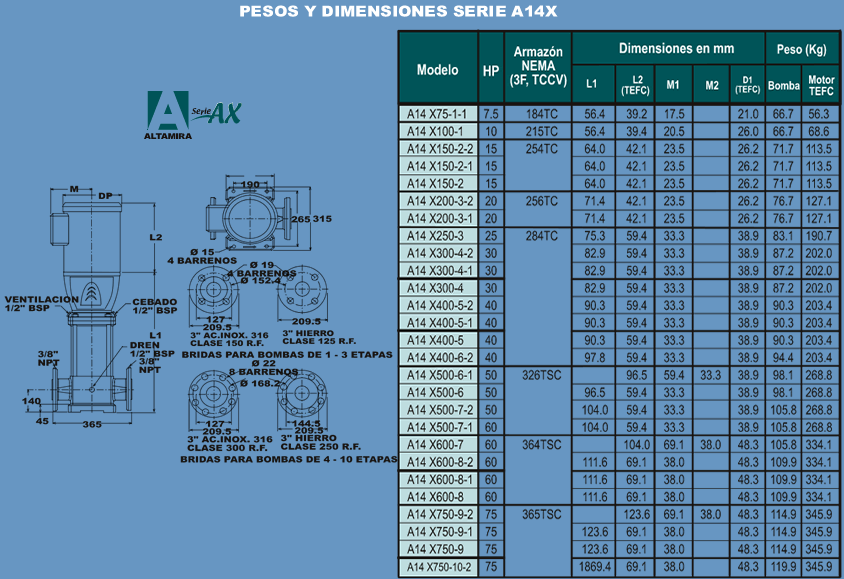 PESOS Y DIMENSIONES SERIE A14X
A
Serie AX
ALTAMIRA
M
DP
L2
VENTILACION
1/2" BSP
CEBADO
1/2" BSP
L1
DREN
1/2" BSP
3/8"
NPT
3/8"
NPT
140
45
365
190
265
315
Ø 15
4 BARRENOS
Ø 19
4 BARRENOS
Ø 152.4
127
209.5
209.5
3" AC.INOX. 316
CLASE 150 R.F.
3" HIERRO
CLASE 125 R.F.
BRIDAS PARA BOMBAS DE 1 - 3 ETAPAS
Ø 22
8 BARRENOS
Ø 168.2
127
209.5
144.5
209.5
3" AC.INOX. 316
CLASE 300 R.F.
3" HIERRO
CLASE 250 R.F.
BRIDAS PARA BOMBAS DE 4 - 10 ETAPAS
Modelo HP Armazón NEMA (3F, TCCV) Dimensiones en mm Peso (Kg)
L1 L2 (TEFC) M1 M2 D1 (TEFC) Bomba Motor TEFC
A14 X75-1-1 7.5 184TC 56.4 39.2 17.5 21.0 66.7 56.3
A14 X100-1 10 215TC 56.4 39.4 20.5 26.0 66.7 68.6
A14 X150-2-2 15 254TC 64.0 42.1 23.5 26.2 71.7 113.5
A14 X150-2-1 15 64.0 42.1 23.5 26.2 71.7 113.5
A14 X150-2 15 64.0 42.1 23.5 26.2 71.7 113.5
A14 X200-3-2 20 256TC 71.4 42.1 23.5 26.2 76.7 127.1
A14 X200-3-1 20 71.4 42.1 23.5 26.2 76.7 127.1
A14 X250-3 25 284TC 75.3 59.4 33.3 38.9 83.1 190.7
A14 X300-4-2 30 82.9 59.4 33.3 38.9 87.2 202.0
A14 X300-4-1 30 82.9 59.4 33.3 38.9 87.2 202.0
A14 X300-4 30 82.9 59.4 33.3 38.9 87.2 202.0
A14 X400-5-2 40 90.3 59.4 33.3 38.9 90.3 203.4
A14 X400-5-1 40 90.3 59.4 33.3 38.9 90.3 203.4
A14 X400-5 40 90.3 59.4 33.3 38.9 90.3 203.4
A14 X400-6-2 40 97.8 59.4 33.3 38.9 94.4 203.4
A14 X500-6-1 50 326TSC 96.5 59.4 33.3 38.9 98.1 268.8
A14 X500-6 50 96.5 59.4 33.3 38.9 98.1 268.8
A14 X500-7-2 50 104.0 59.4 33.3 38.9 105.8 268.8
A14 X500-7-1 60 104.0 59.4 33.3 38.9 105.8 268.8
A14 X600-7 60 364TSC 104.0 69.1 38.0 48.3 105.8 334.1
A14 X600-8-2 60 111.6 69.1 38.0 48.3 109.9 334.1
A14 X600-8-1 60 111.6 69.1 38.0 48.3 109.9 334.1
A14 X600-8 60 111.6 69.1 38.0 48.3 109.9 334.1
A14 X750-9-2 75 365TSC 123.6 69.1 38.0 48.3 114.9 345.9
A14 X750-9-1 75 123.6 69.1 38.0 48.3 114.9 345.9
A14 X750-9 75 123.6 69.1 38.0 48.3 114.9 345.9
A14 X750-10-2 75 1869.4 69.1 38.0 48.3 119.9 345.9